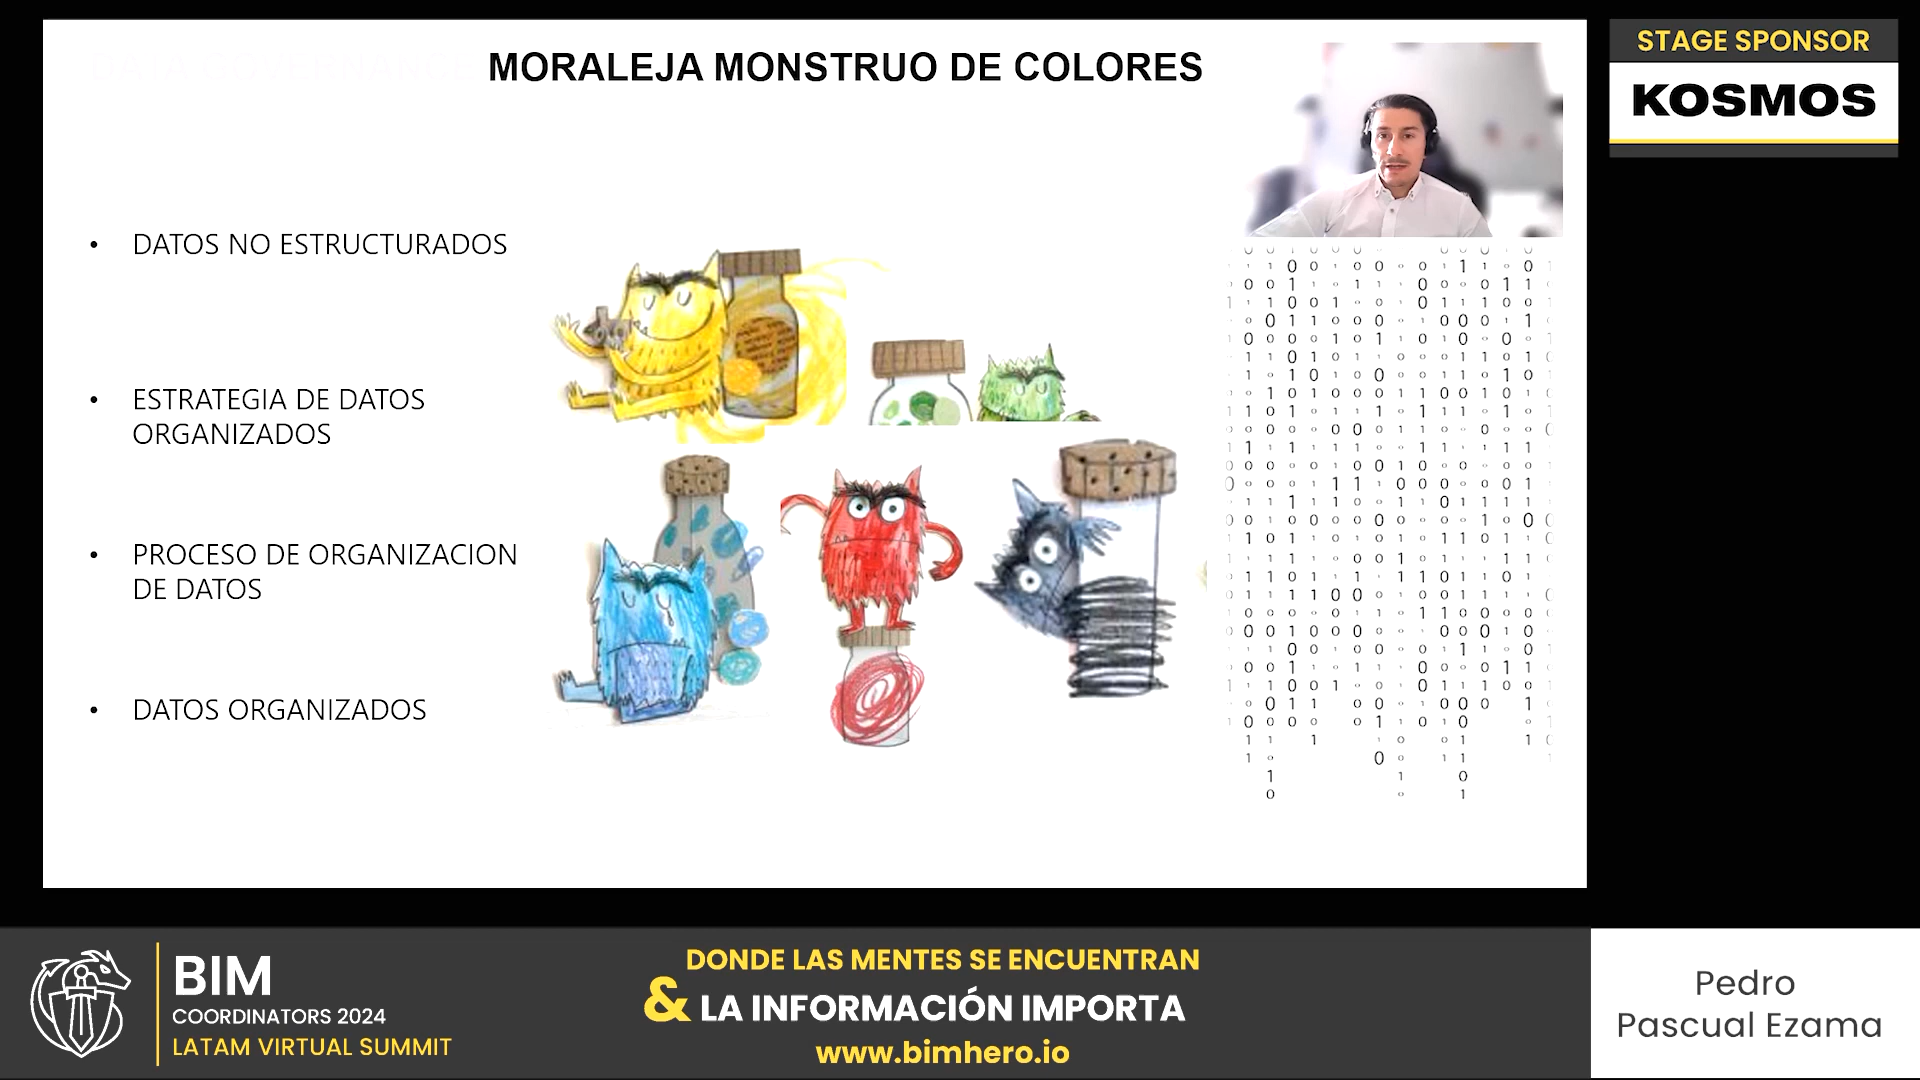 DATA GOVERNANCE
MORALEJA MONSTRUO DE COLORES
STAGE SPONSOR
KOSMOS
• DATOS NO ESTRUCTURADOS
• ESTRATEGIA DE DATOS
ORGANIZADOS
• PROCESO DE ORGANIZACION
DE DATOS
• DATOS ORGANIZADOS
BIM
COORDINATORS 2024
LATAM VIRTUAL SUMMIT
DONDE LAS MENTES SE ENCUENTRAN
& LA INFORMACIÓN IMPORTA
www.bimhero.io
Pedro
Pascual Ezama